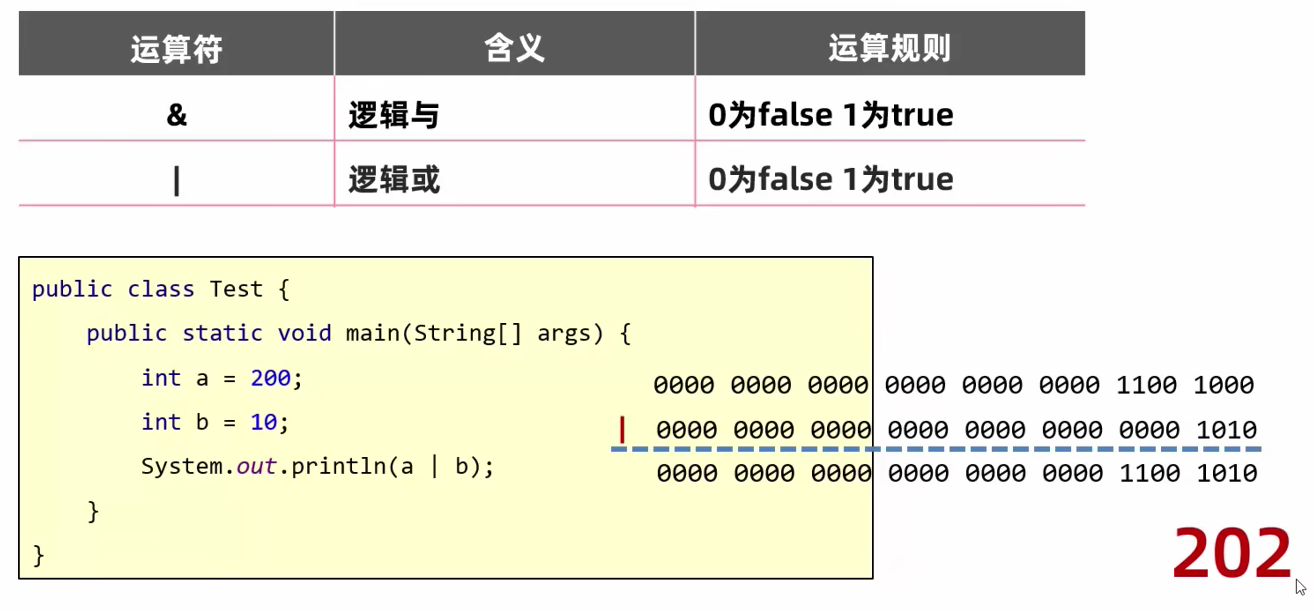 运算符 含义 运算规则
& 逻辑与 0为false 1为true
| 逻辑或 0为false 1为true
public class Test {
public static void main(String[] args) {
int a = 200;
int b = 10;
System.out.println(a | b);
}
}
0000 0000 0000 0000 0000 0000 1100 1000
| 0000 0000 0000 0000 0000 0000 0000 1010
0000 0000 0000 0000 0000 0000 1100 1010
202